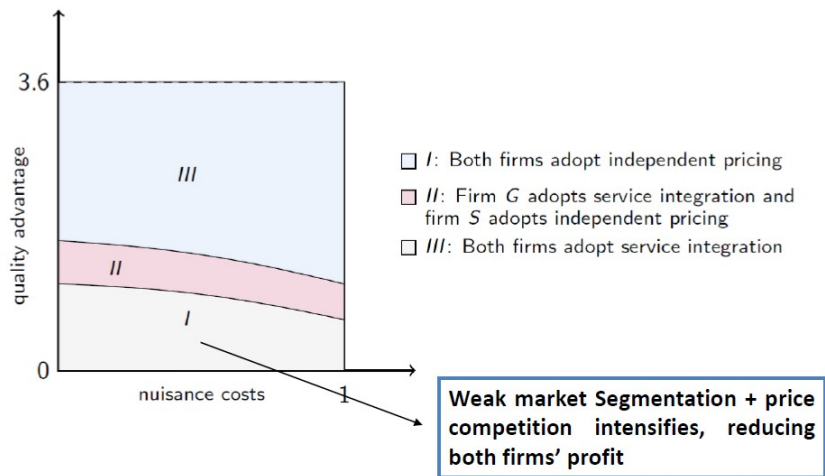 3.6
quality advantage
III
II
I
0
nuisance costs
1
I: Both firms adopt independent pricing
II: Firm G adopts service integration and
firm S adopts independent pricing
III: Both firms adopt service integration
Weak market Segmentation + price
competition intensifies, reducing
both firms' profit